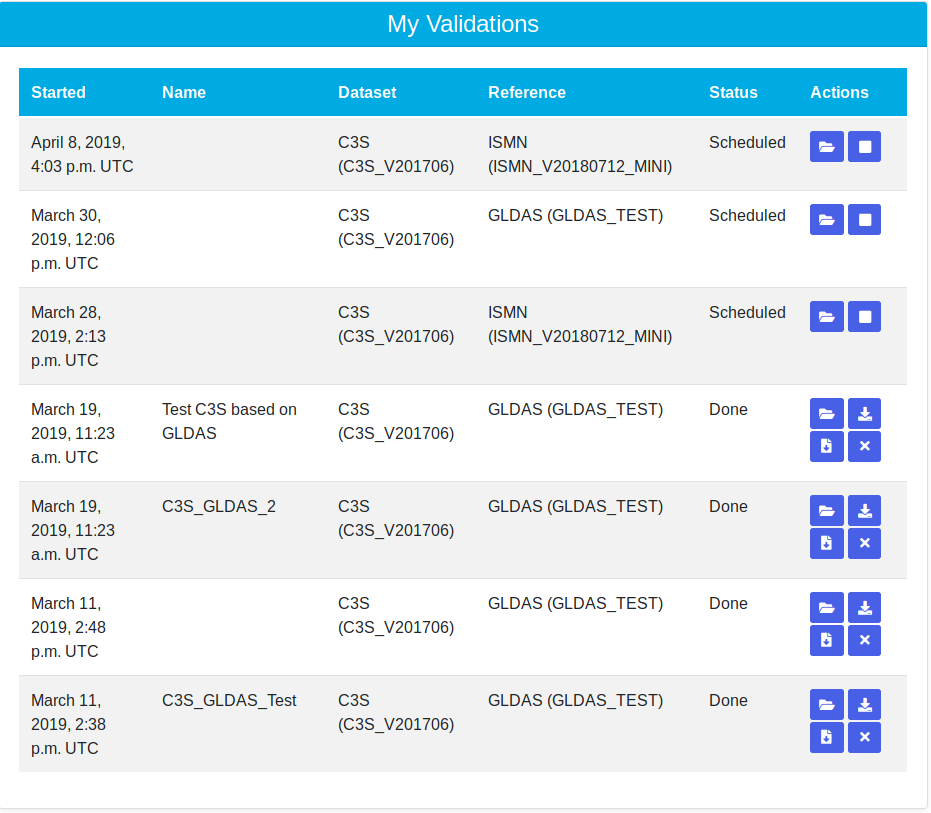 My Validations
Started Name Dataset Reference Status Actions
April 8, 2019, C3S ISMN Scheduled
4:03 p.m. UTC (C3S_V201706) (ISMN_V20180712_MINI)
March 30, C3S GLDAS (GLDAS_TEST) Scheduled
2019, 12:06 (C3S_V201706)
p.m. UTC
March 28, C3S ISMN Scheduled
2019, 2:13 (C3S_V201706) (ISMN_V20180712_MINI)
p.m. UTC
March 19, Test C3S based on C3S GLDAS (GLDAS_TEST) Done
2019, 11:23 GLDAS (C3S_V201706)
a.m. UTC
March 19, C3S_GLDAS_2 C3S GLDAS (GLDAS_TEST) Done
2019, 11:23 (C3S_V201706)
a.m. UTC
March 11, C3S GLDAS (GLDAS_TEST) Done
2019, 2:48 (C3S_V201706)
p.m. UTC
March 11, C3S_GLDAS_Test C3S GLDAS (GLDAS_TEST) Done
2019, 2:38 (C3S_V201706)
p.m. UTC